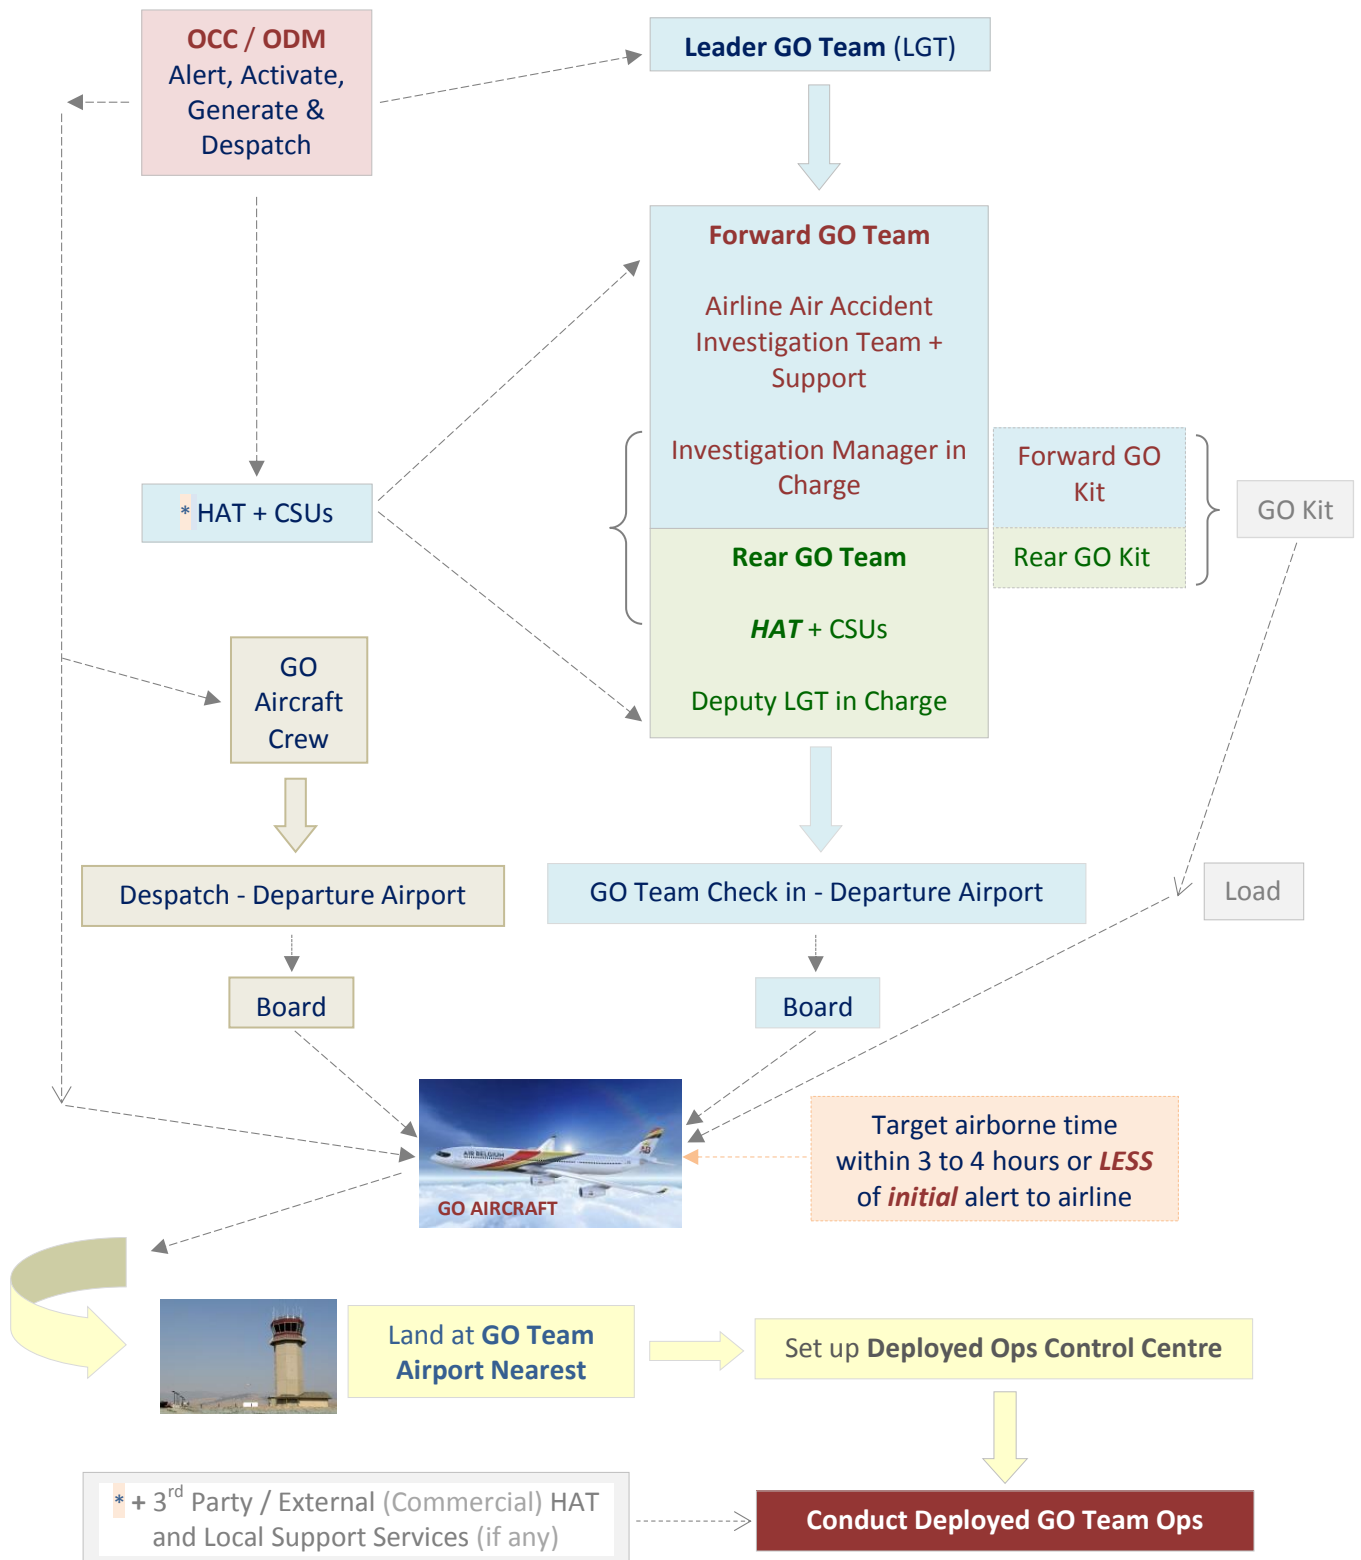 OCC / ODM
Alert, Activate,
Generate &
Despatch
Leader GO Team (LGT)
Forward GO Team
Airline Air Accident
Investigation Team +
Support
Investigation Manager in
Charge
Forward GO
Kit
GO Kit
* HAT + CSUs
Rear GO Team
Rear GO Kit
HAT + CSUs
Deputy LGT in Charge
GO
Aircraft
Crew
Despatch - Departure Airport
GO Team Check in - Departure Airport
Load
Board
Board
AIR BELGIUM
GO AIRCRAFT
Target airborne time
within 3 to 4 hours or LESS
of initial alert to airline
Land at GO Team
Airport Nearest
Set up Deployed Ops Control Centre
* + 3rd Party / External (Commercial) HAT
and Local Support Services (if any)
Conduct Deployed GO Team Ops